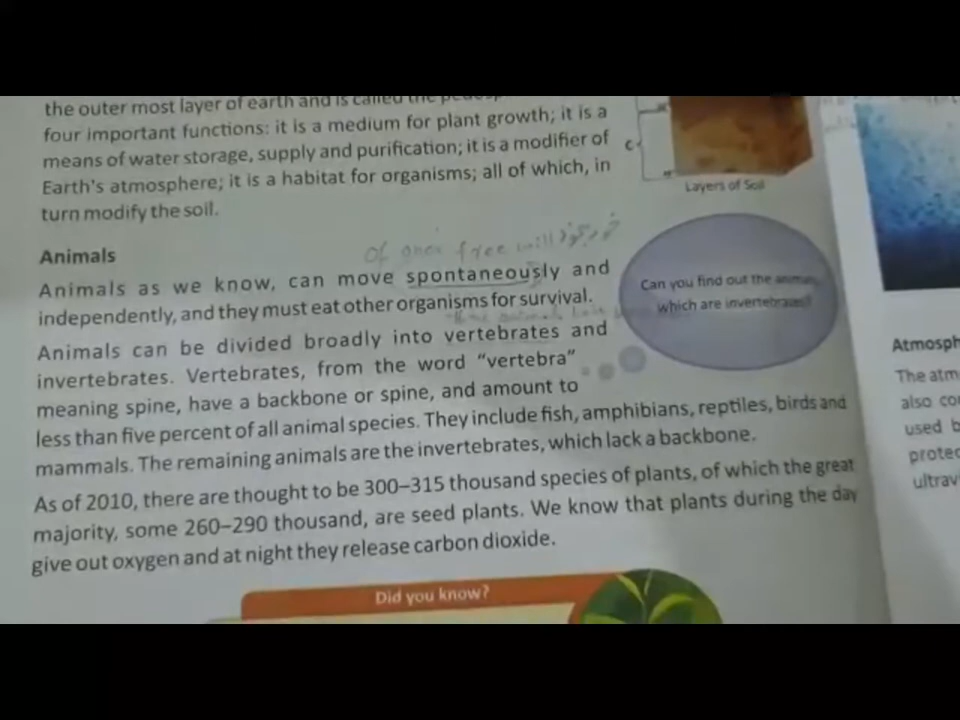 the outer most layer of earth and is called the
four important functions: it is a medium for plant growth; it is a
means of water storage, supply and purification; it is a modifier of
Earth's atmosphere; it is a habitat for organisms; all of which, in
turn modify the soil.
C
Layers of Soil
Animals
Of ones free will خود بخود
Animals as we know, can move spontaneously and
independently, and they must eat other organisms for survival.
Animals can be divided broadly into vertebrates and
invertebrates. Vertebrates, from the word "vertebra"
meaning spine, have a backbone or spine, and amount to
less than five percent of all animal species. They include fish, amphibians, reptiles, birds and
mammals. The remaining animals are the invertebrates, which lack a backbone.
As of 2010, there are thought to be 300–315 thousand species of plants, of which the great
majority, some 260–290 thousand, are seed plants. We know that plants during the day
give out oxygen and at night they release carbon dioxide.
Can you find out the animals
which are invertebrates?
Did you know?
Atmosph
The atm
also co
used b
protec
ultrav